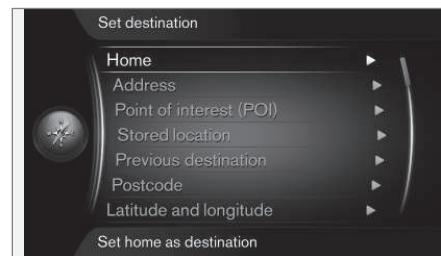 Set destination
Home
Address
Point of interest (POI)
Stored location
Previous destination
Postcode
Latitude and longitude
Set home as destination